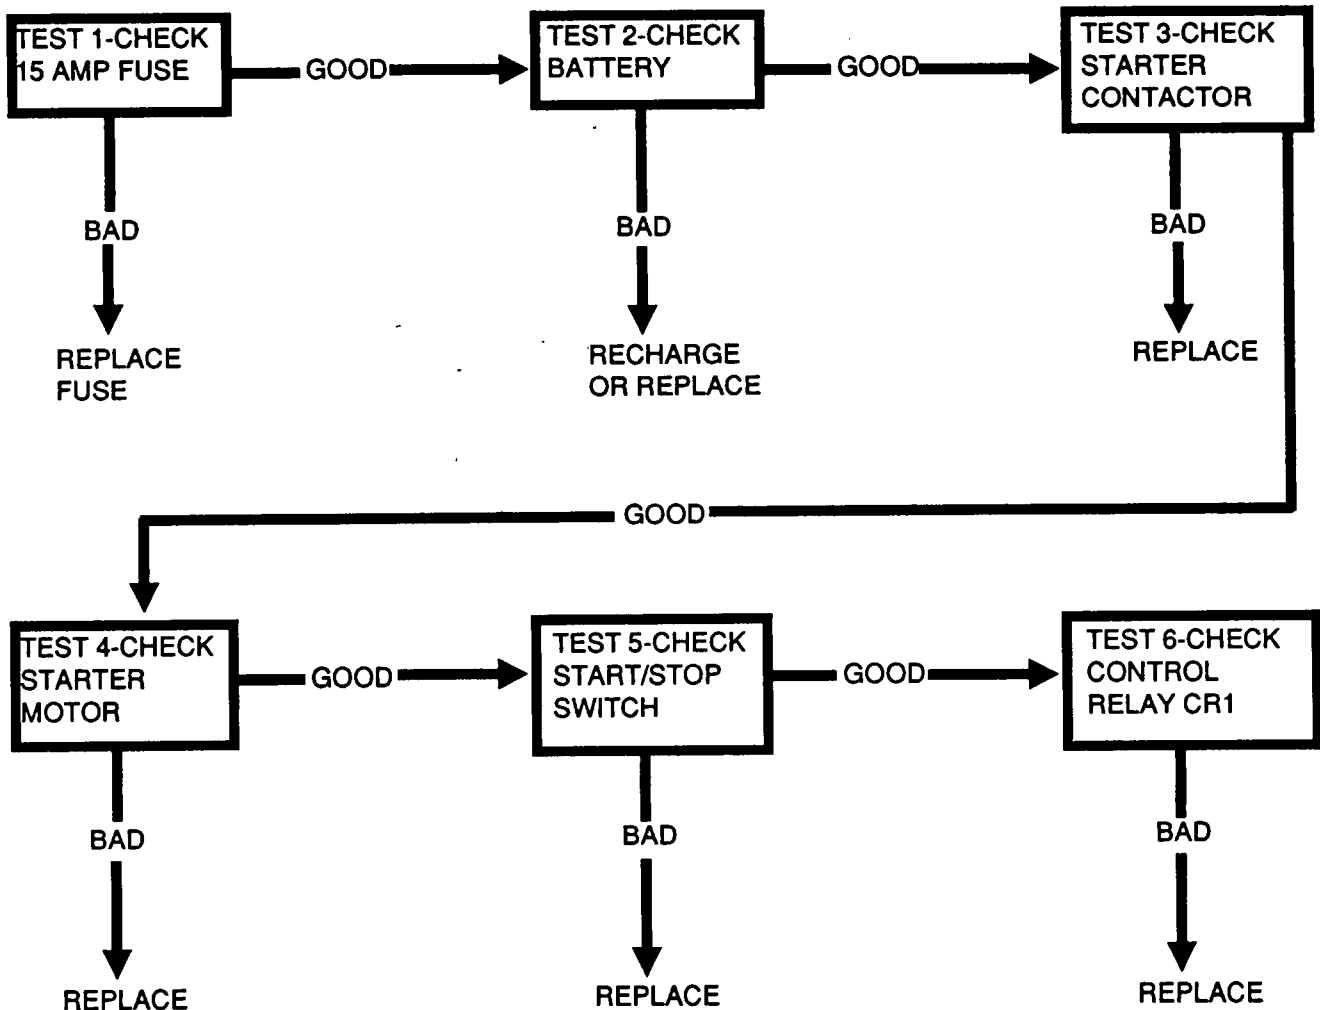 TEST 1-CHECK
15 AMP FUSE
GOOD
TEST 2-CHECK
BATTERY
GOOD
TEST 3-CHECK
STARTER
CONTACTOR
BAD
REPLACE
FUSE
BAD
RECHARGE
OR REPLACE
BAD
REPLACE
GOOD
TEST 4-CHECK
STARTER
MOTOR
GOOD
TEST 5-CHECK
START/STOP
SWITCH
GOOD
TEST 6-CHECK
CONTROL
RELAY CR1
BAD
REPLACE
BAD
REPLACE
BAD
REPLACE